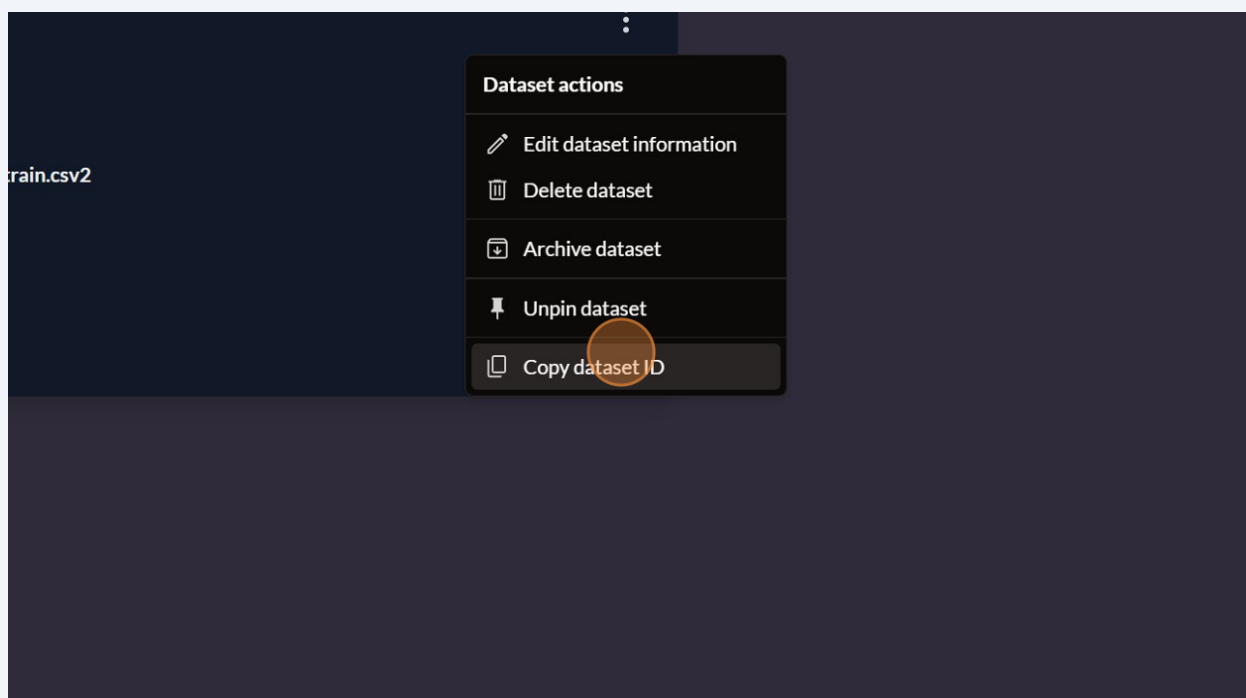 Dataset actions
Edit dataset information
train.csv2
Delete dataset
Archive dataset
Unpin dataset
Copy dataset ID